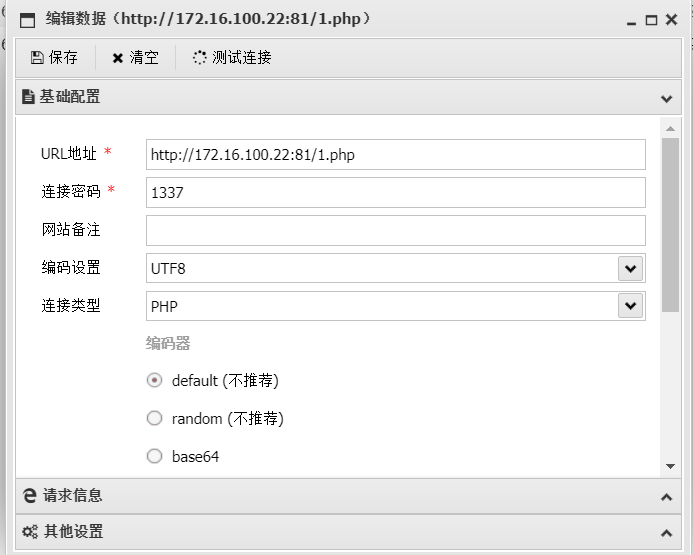 编辑数据（http://172.16.100.22:81/1.php）
保存 清空 测试连接
基础配置
URL地址 * http://172.16.100.22:81/1.php
连接密码 * 1337
网站备注
编码设置 UTF8
连接类型 PHP
编码器
default (不推荐)
random (不推荐)
base64
请求信息
其他设置